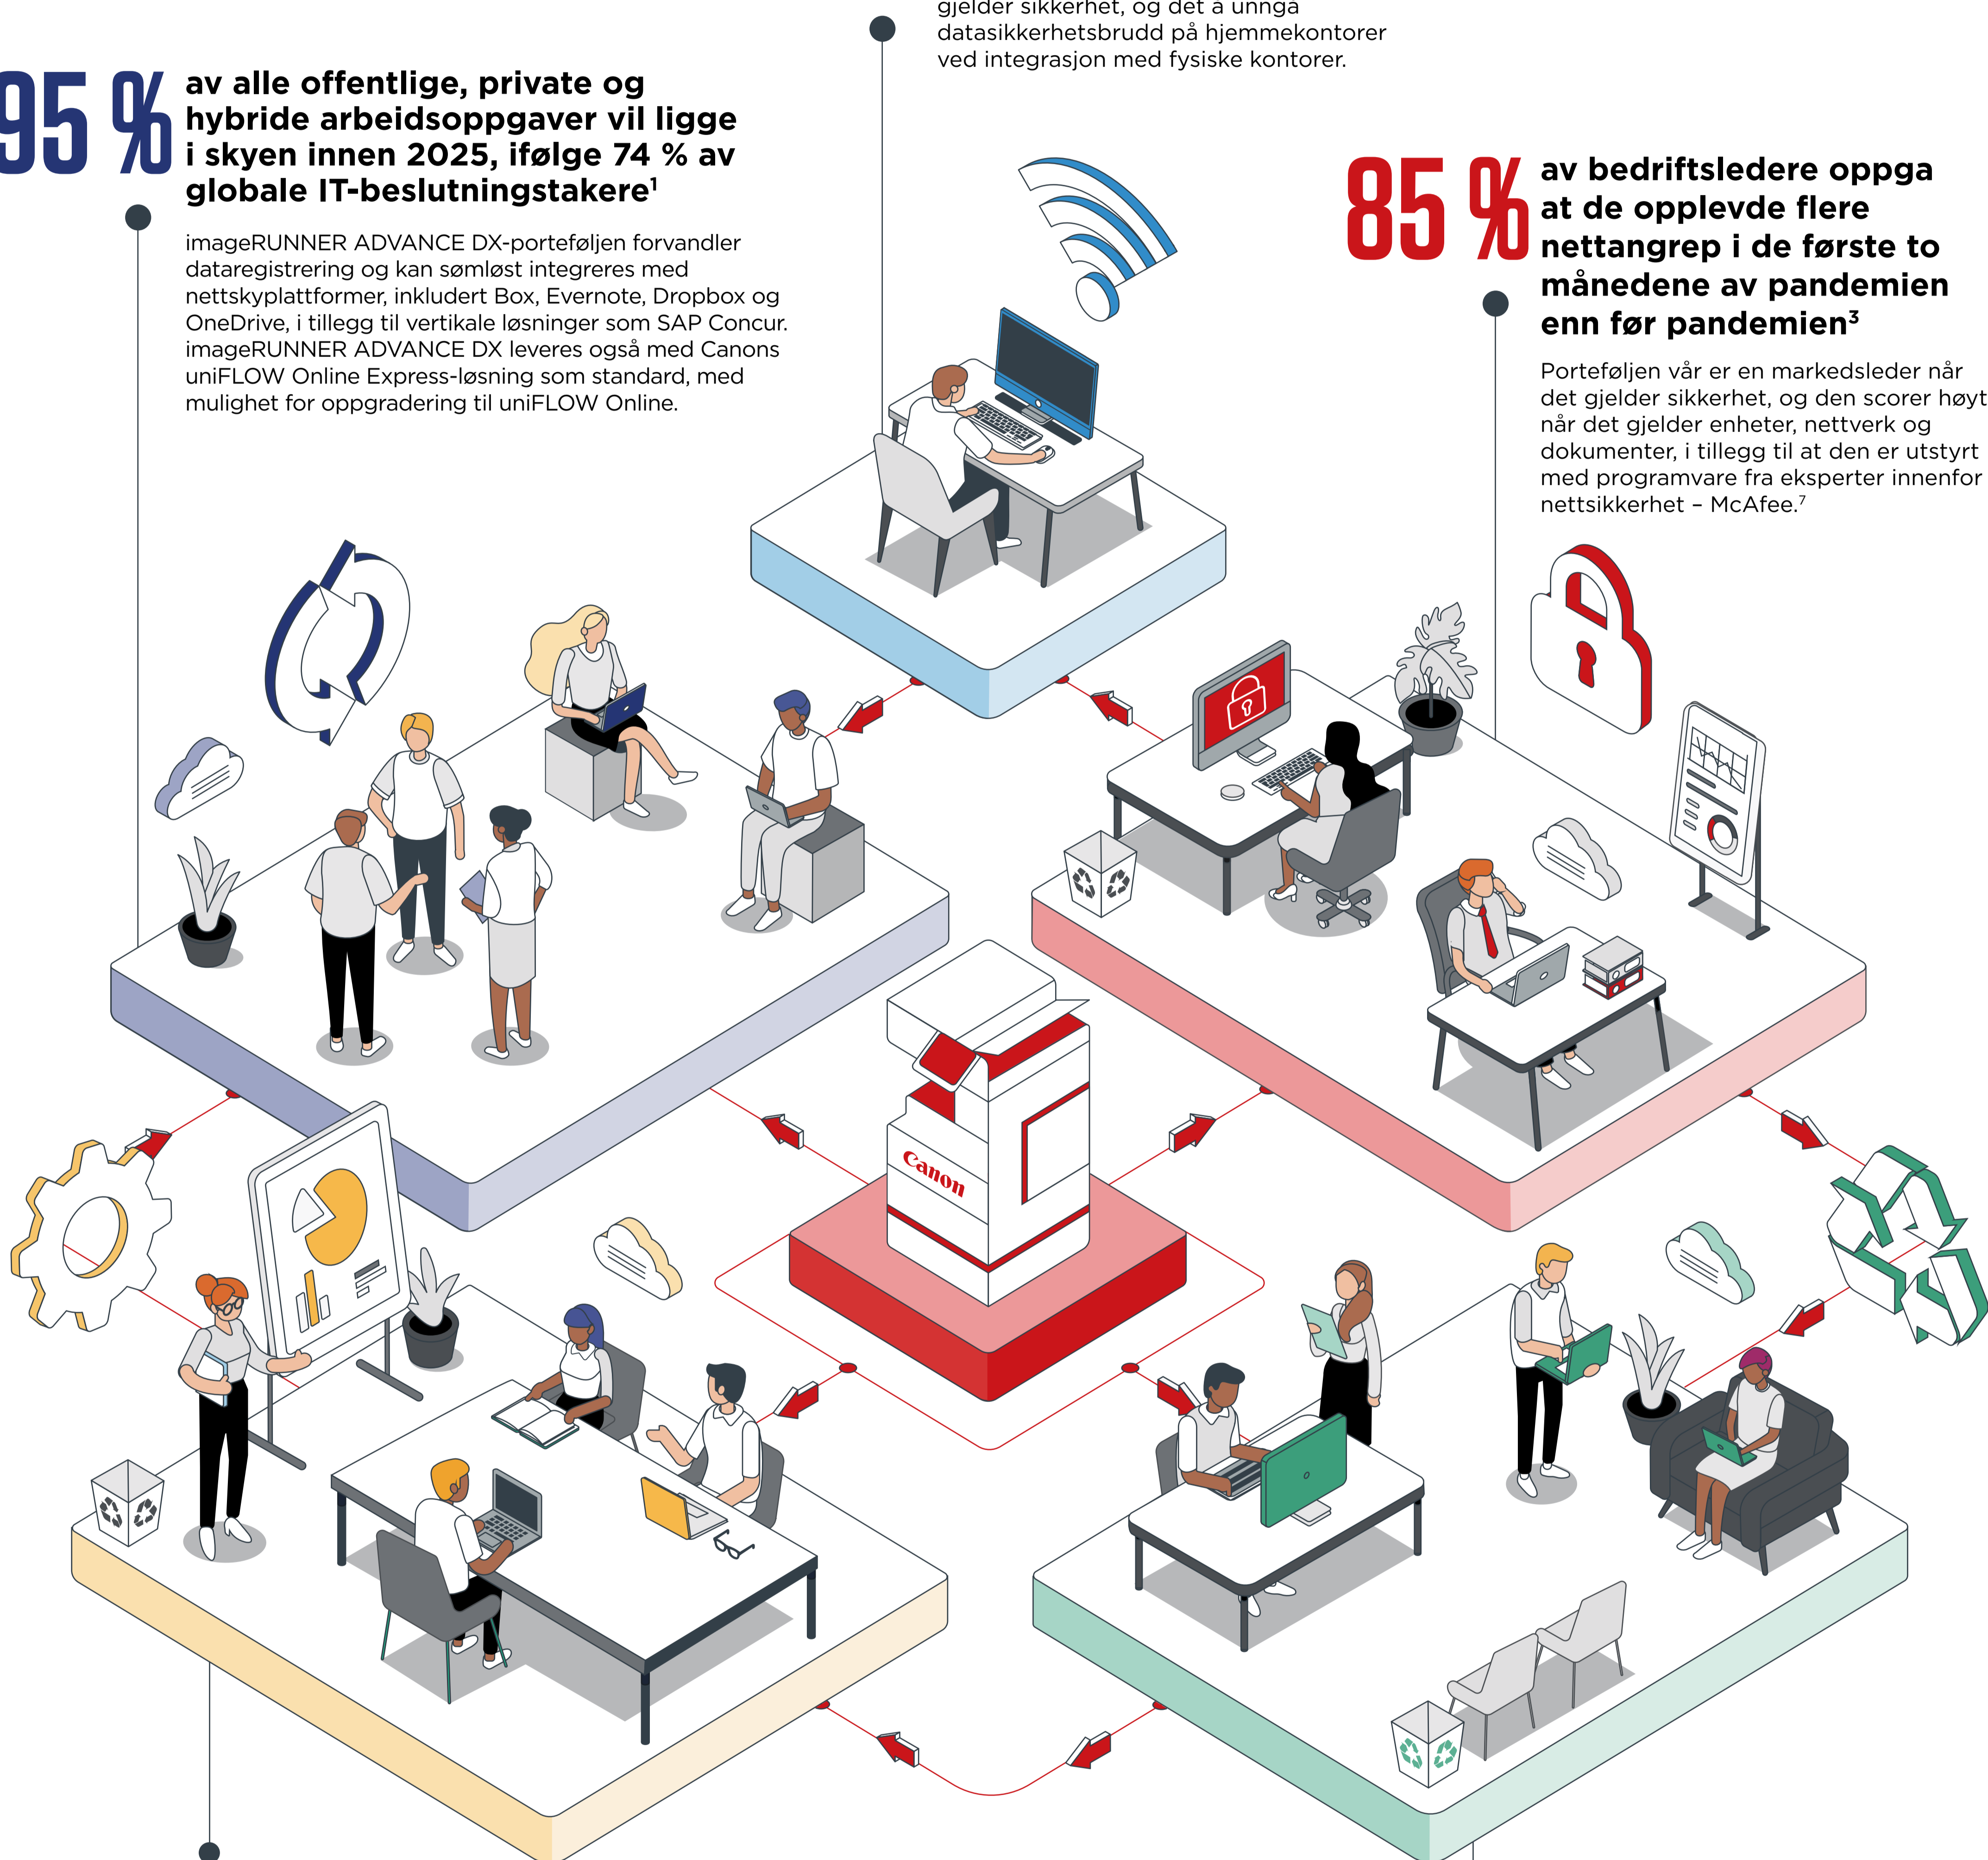 gjelder sikkerhet, og det å unngå
datasikkerhetsbrudd på hjemmekontorer
ved integrasjon med fysiske kontorer.
95 %
av alle offentlige, private og
hybride arbeidsoppgaver vil ligge
i skyen innen 2025, ifølge 74 % av
globale IT-beslutningstakere¹
imageRUNNER ADVANCE DX-porteføljen forvandler
dataregistrering og kan sømløst integreres med
nettskyplattformer, inkludert Box, Evernote, Dropbox og
OneDrive, i tillegg til vertikale løsninger som SAP Concur.
imageRUNNER ADVANCE DX leveres også med Canons
uniFLOW Online Express-løsning som standard, med
mulighet for oppgradering til uniFLOW Online.
85 %
av bedriftsledere oppga
at de opplevde flere
nettangrep i de første to
månedene av pandemien
enn før pandemien³
Porteføljen vår er en markedsleder når
det gjelder sikkerhet, og den scorer høyt
når det gjelder enheter, nettverk og
dokumenter, i tillegg til at den er utstyrt
med programvare fra eksperter innenfor
nettsikkerhet – McAfee.⁷
Canon